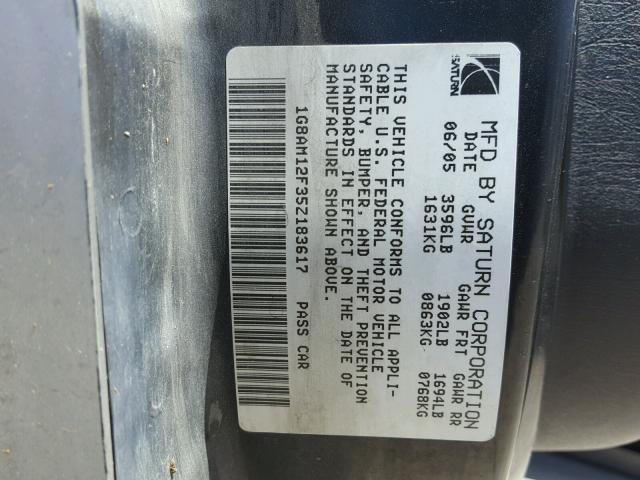 SATURN
MFD BY SATURN CORPORATION
DATE GVWR GAWR FRT GAWR RR
06/05 3596LB 1902LB 1694LB
1631KG 0863KG 0768KG
THIS VEHICLE CONFORMS TO ALL APPLI-
CABLE U.S. FEDERAL MOTOR VEHICLE
SAFETY, BUMPER, AND THEFT PREVENTION
STANDARDS IN EFFECT ON THE DATE OF
MANUFACTURE SHOWN ABOVE.
1G8AM12F35Z183617 PASS CAR